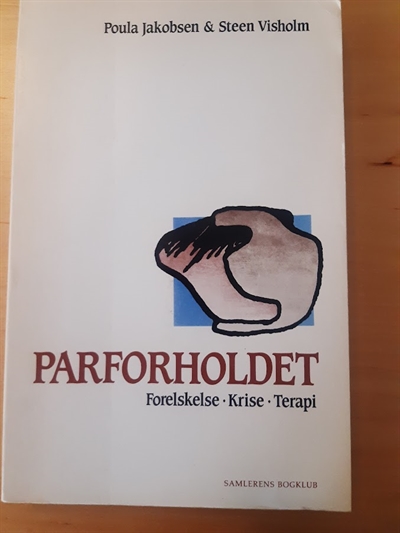 Poula Jakobsen & Steen Visholm
PARFORHOLDET
Forelskelse · Krise · Terapi
SAMLERENS BOGKLUB